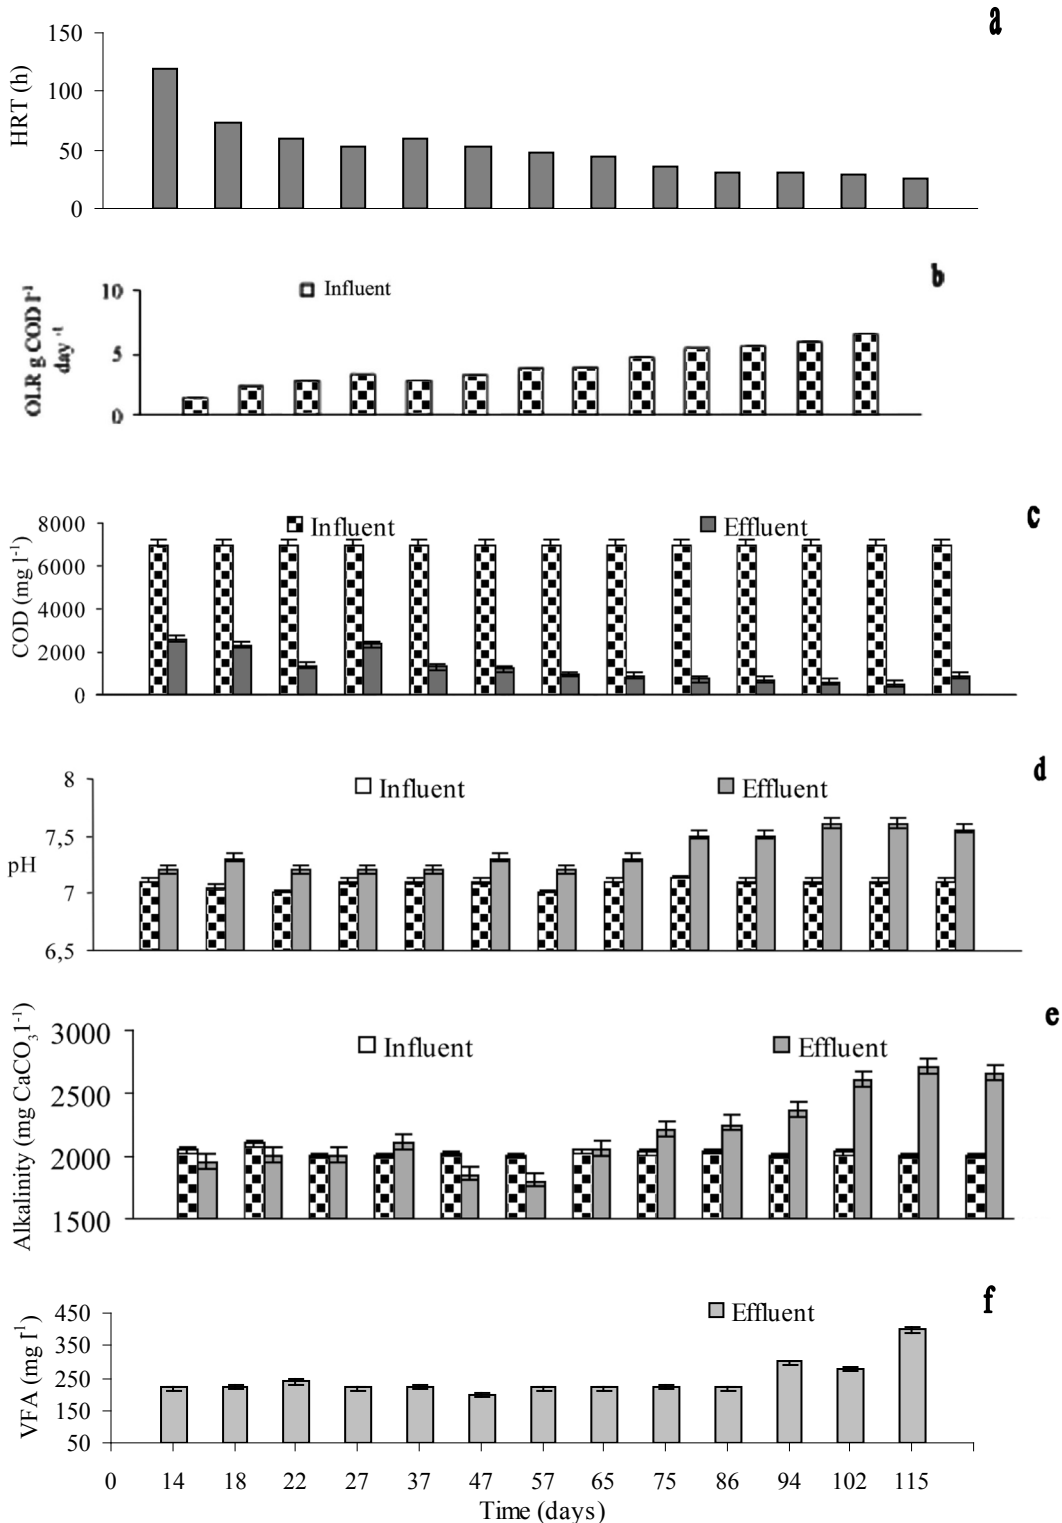 a
150
100
50
0
HRT (h)
b
10
5
0
OLR g COD l-1
day -1
Influent
c
8000
6000
4000
2000
0
COD (mg l-1)
Influent
Effluent
d
8
7,5
7
6,5
pH
Influent
Effluent
e
3000
2500
2000
1500
Alkalinity (mg CaCO3 l-1)
Influent
Effluent
f
450
350
250
150
50
VFA (mg l1)
Effluent
0 14 18 22 27 37 47 57 65 75 86 94 102 115
Time (days)